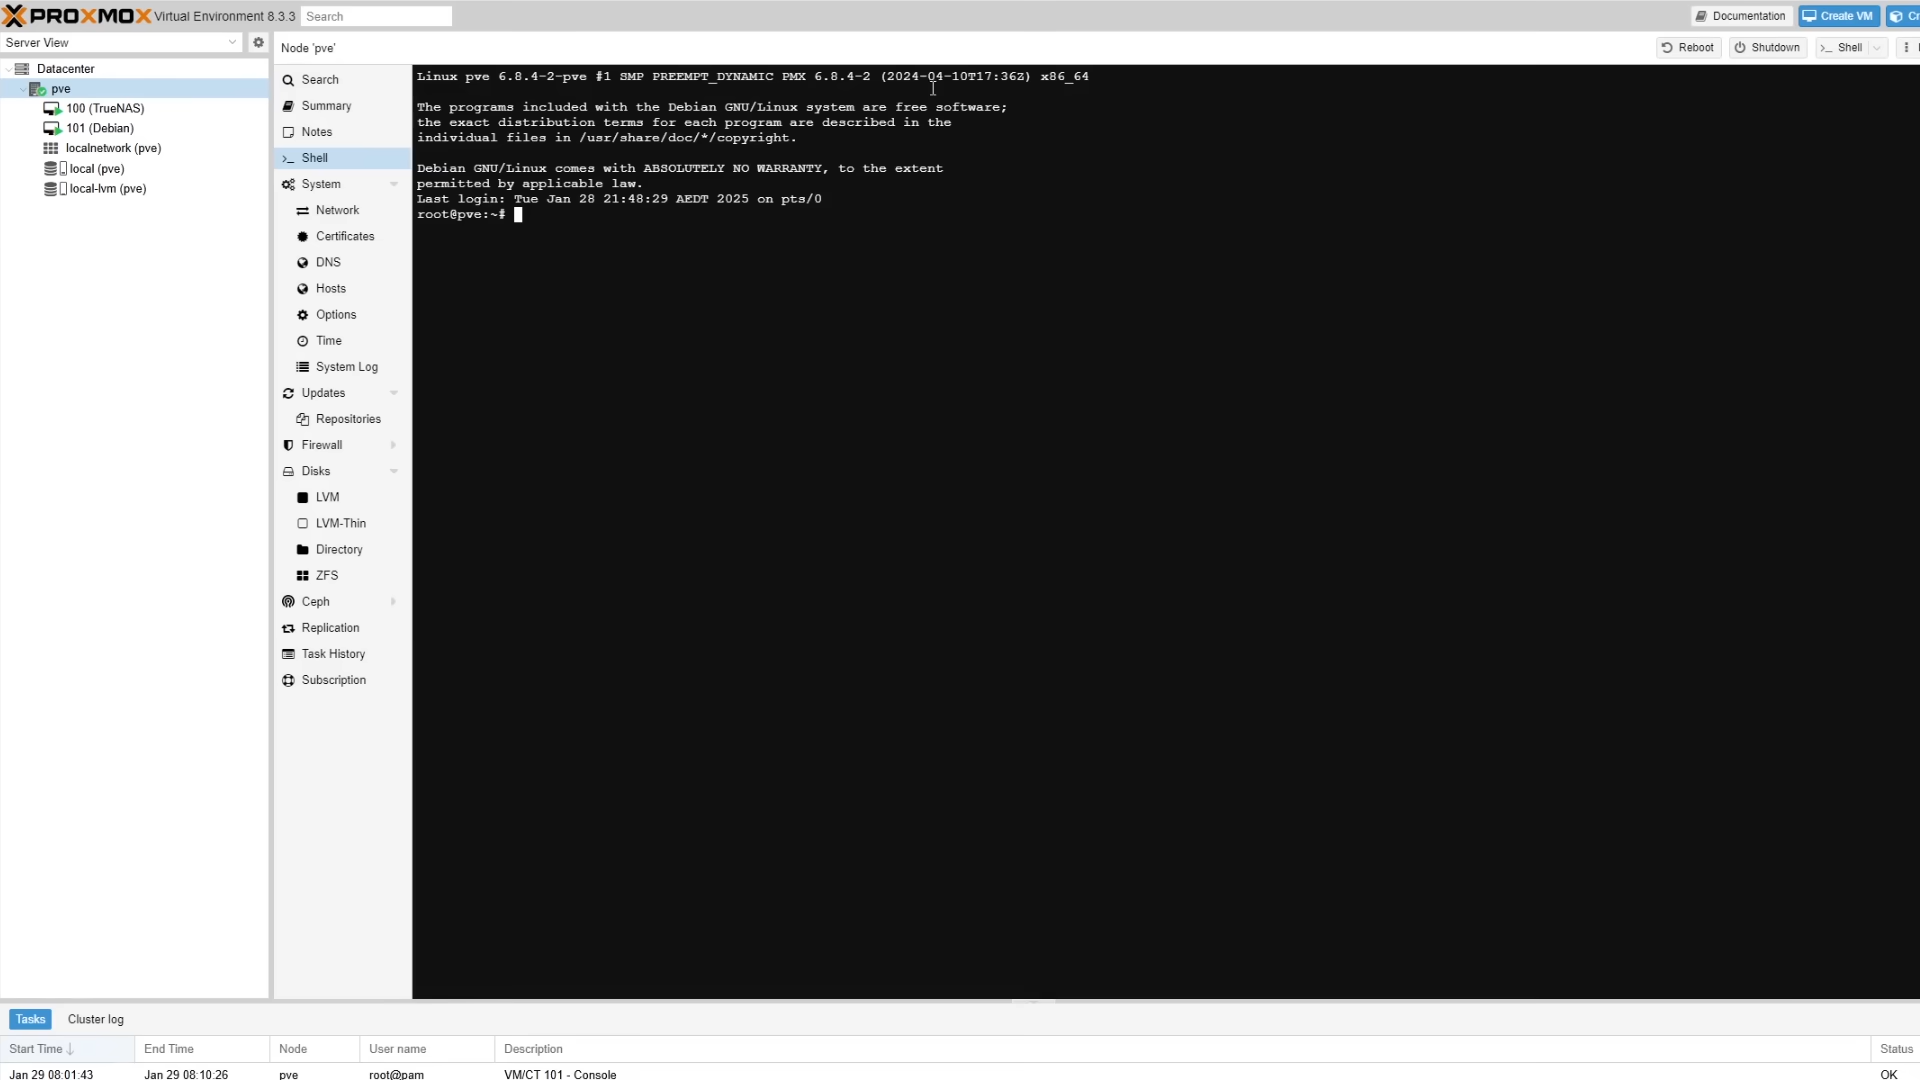 PROXMOX Virtual Environment 8.3.3 Search Documentation Create VM
Server View
Node 'pve' Reboot Shutdown Shell
Datacenter
pve
100 (TrueNAS)
101 (Debian)
localnetwork (pve)
local (pve)
local-lvm (pve)
Search
Summary
Notes
>_ Shell
System
Network
Certificates
DNS
Hosts
Options
Time
System Log
Updates
Repositories
Firewall
Disks
LVM
LVM-Thin
Directory
ZFS
Ceph
Replication
Task History
Subscription
Linux pve 6.8.4-2-pve #1 SMP PREEMPT_DYNAMIC PMX 6.8.4-2 (2024-04-10T17:36Z) x86_64
The programs included with the Debian GNU/Linux system are free software;
the exact distribution terms for each program are described in the
individual files in /usr/share/doc/*/copyright.
Debian GNU/Linux comes with ABSOLUTELY NO WARRANTY, to the extent
permitted by applicable law.
Last login: Tue Jan 28 21:48:29 AEDT 2025 on pts/0
root@pve:~#
Tasks Cluster log
Start Time End Time Node User name Description Status
Jan 29 08:01:43 Jan 29 08:10:26 pve root@pam VM/CT 101 - Console OK